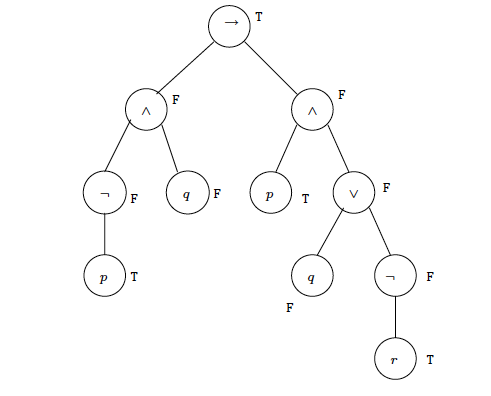 → T
∧ F ∧ F
¬ F q F p T ∨ F
p T q F ¬ F
r T